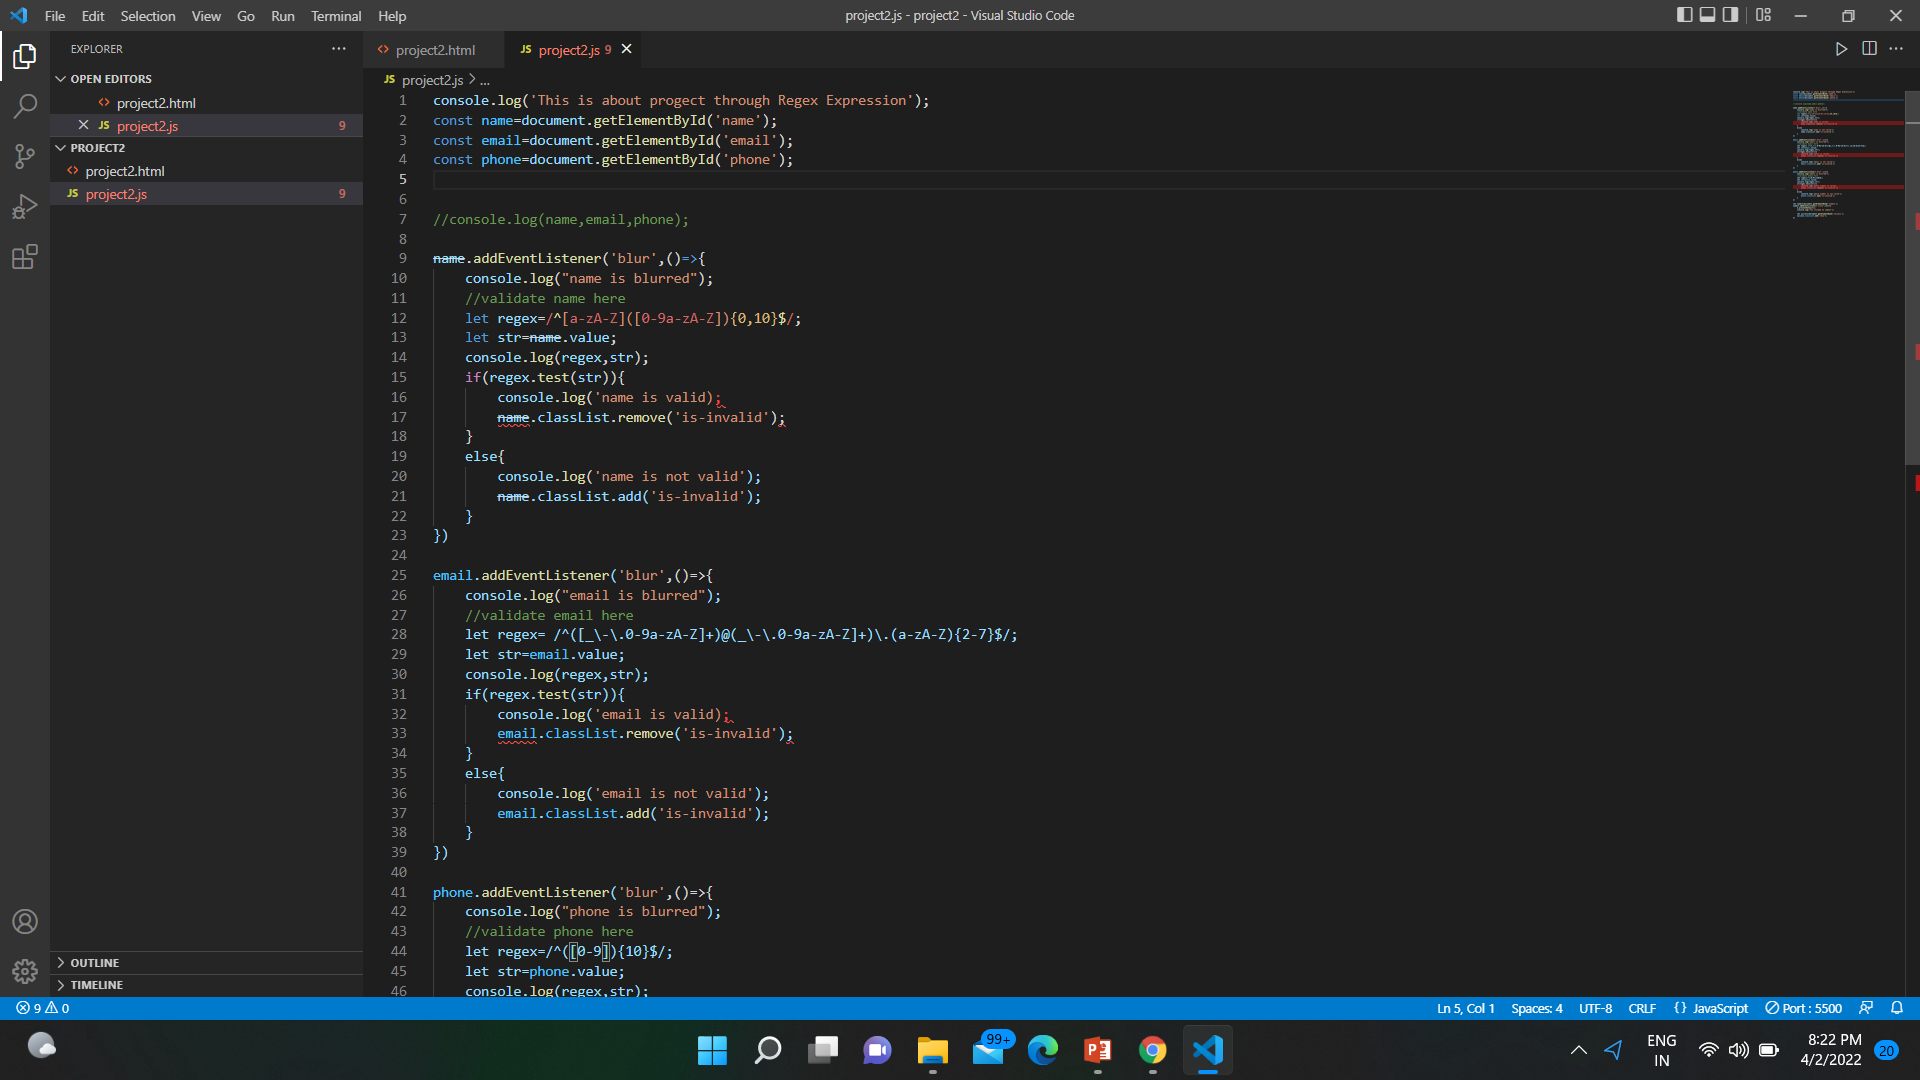 File Edit Selection View Go Run Terminal Help
project2.js - project2 - Visual Studio Code
EXPLORER
OPEN EDITORS
project2.html
JS project2.js 9
PROJECT2
project2.html
JS project2.js 9
OUTLINE
TIMELINE
project2.html
JS project2.js 9
JS project2.js > ...
1 console.log('This is about progect through Regex Expression');
2 const name=document.getElementById('name');
3 const email=document.getElementById('email');
4 const phone=document.getElementById('phone');
5
6
7 //console.log(name,email,phone);
8
9 name.addEventListener('blur',()=>{
10 console.log("name is blurred");
11 //validate name here
12 let regex=/^[a-zA-Z]([0-9a-zA-Z]){0,10}$/;
13 let str=name.value;
14 console.log(regex,str);
15 if(regex.test(str)){
16 console.log('name is valid);
17 name.classList.remove('is-invalid');
18 }
19 else{
20 console.log('name is not valid');
21 name.classList.add('is-invalid');
22 }
23 })
24
25 email.addEventListener('blur',()=>{
26 console.log("email is blurred");
27 //validate email here
28 let regex= /^([_\-\.0-9a-zA-Z]+)@(_\-\.0-9a-zA-Z]+)\.(a-zA-Z){2-7}$/;
29 let str=email.value;
30 console.log(regex,str);
31 if(regex.test(str)){
32 console.log('email is valid);
33 email.classList.remove('is-invalid');
34 }
35 else{
36 console.log('email is not valid');
37 email.classList.add('is-invalid');
38 }
39 })
40
41 phone.addEventListener('blur',()=>{
42 console.log("phone is blurred");
43 //validate phone here
44 let regex=/^([0-9]){10}$/;
45 let str=phone.value;
46 console.log(regex,str);
9 0
Ln 5, Col 1 Spaces: 4 UTF-8 CRLF {} JavaScript Port : 5500
99+
ENG
IN
8:22 PM
4/2/2022
20